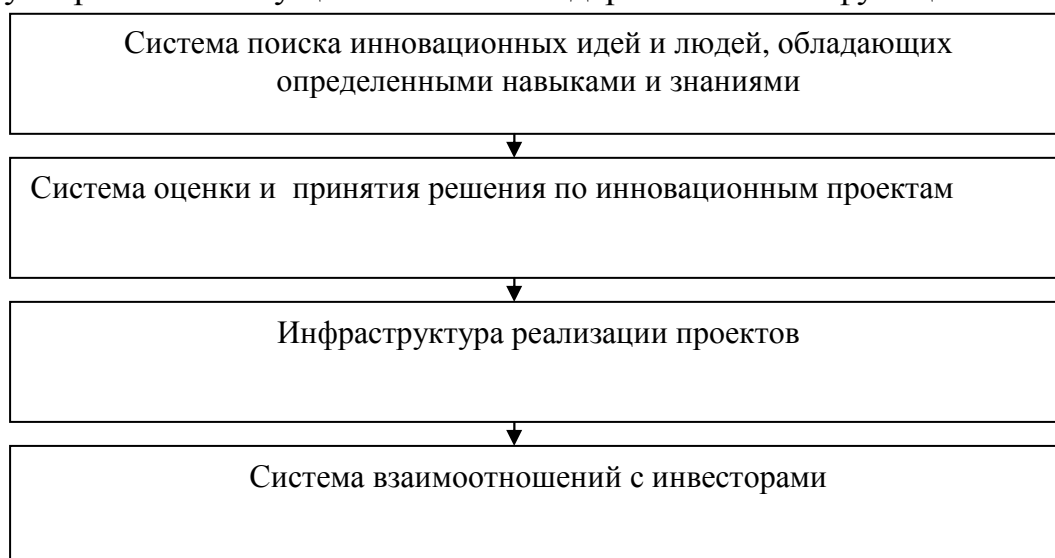 Система поиска инновационных идей и людей, обладающих
определенными навыками и знаниями
Система оценки и принятия решения по инновационным проектам
Инфраструктура реализации проектов
Система взаимоотношений с инвесторами